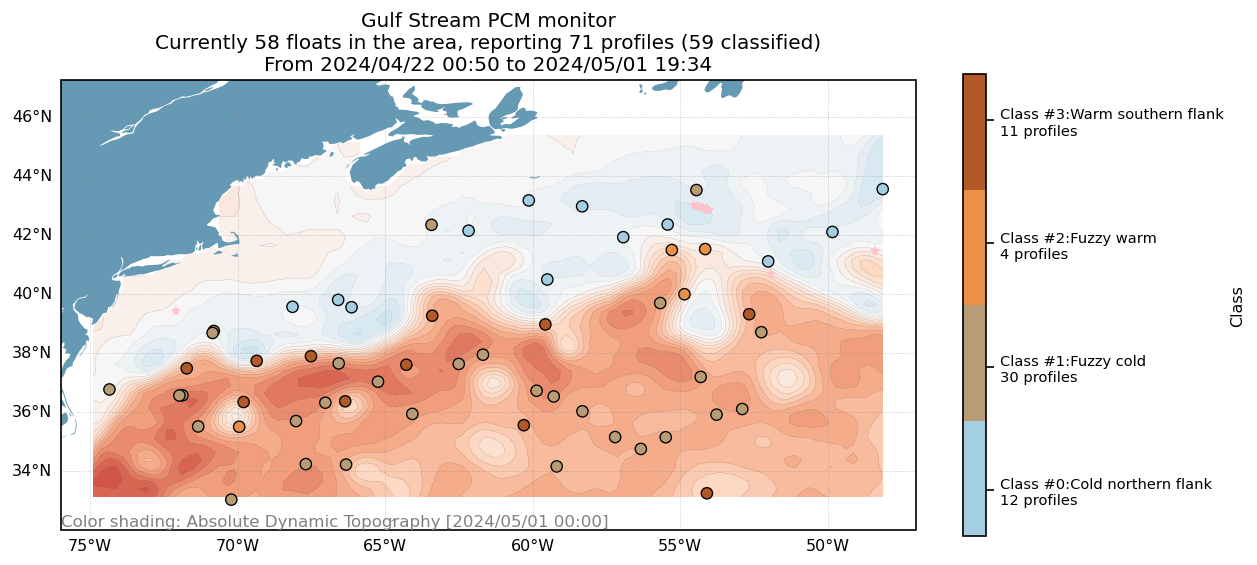 Gulf Stream PCM monitor
Currently 58 floats in the area, reporting 71 profiles (59 classified)
From 2024/04/22 00:50 to 2024/05/01 19:34
46°N
44°N
42°N
40°N
38°N
36°N
34°N
Color shading: Absolute Dynamic Topography [2024/05/01 00:00]
75°W
70°W
65°W
60°W
55°W
50°W
Class #3:Warm southern flank
11 profiles
Class #2:Fuzzy warm
4 profiles
Class #1:Fuzzy cold
30 profiles
Class #0:Cold northern flank
12 profiles
Class